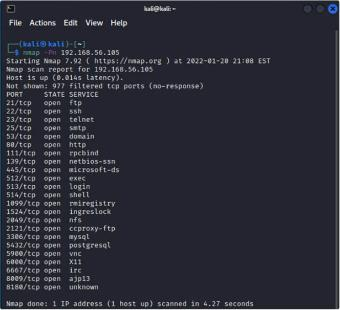 kali@kali: ~
File Actions Edit View Help
(kali㉿kali)-[~]
$ nmap -Pn 192.168.56.105
Starting Nmap 7.92 ( https://nmap.org ) at 2022-01-20 21:08 EST
Nmap scan report for 192.168.56.105
Host is up (0.014s latency).
Not shown: 977 filtered tcp ports (no-response)
PORT STATE SERVICE
21/tcp open ftp
22/tcp open ssh
23/tcp open telnet
25/tcp open smtp
53/tcp open domain
80/tcp open http
111/tcp open rpcbind
139/tcp open netbios-ssn
445/tcp open microsoft-ds
512/tcp open exec
513/tcp open login
514/tcp open shell
1099/tcp open rmiregistry
1524/tcp open ingreslock
2049/tcp open nfs
2121/tcp open ccproxy-ftp
3306/tcp open mysql
5432/tcp open postgresql
5900/tcp open vnc
6000/tcp open X11
6667/tcp open irc
8009/tcp open ajp13
8180/tcp open unknown
Nmap done: 1 IP address (1 host up) scanned in 4.27 seconds